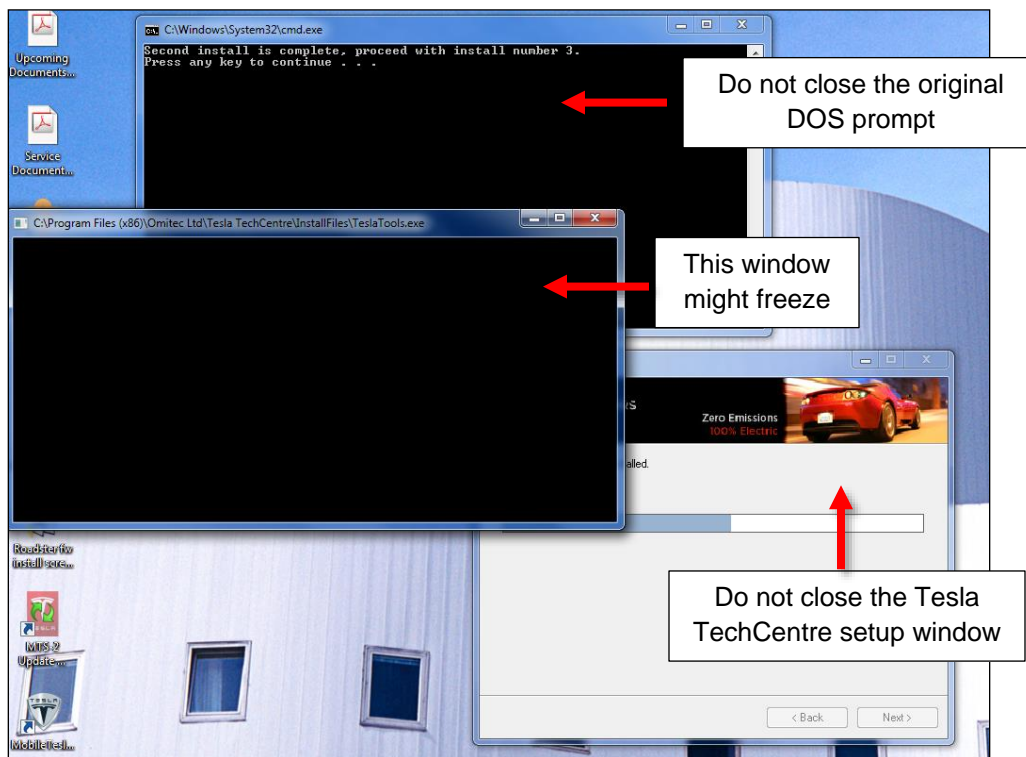 Upcoming
Documents...
Service
Document...
C:\Windows\System32\cmd.exe
Second install is complete, proceed with install number 3.
Press any key to continue . . .
Do not close the original
DOS prompt
C:\Program Files (x86)\Omitec Ltd\Tesla TechCentre\InstallFiles\TeslaTools.exe
This window
might freeze
RS
Zero Emissions
100% Electric
alled.
Do not close the Tesla
TechCentre setup window
< Back
Next >
Roadster fw
install scre...
TESLA
MTS-2
Update...
TESLA
MobileTesl...